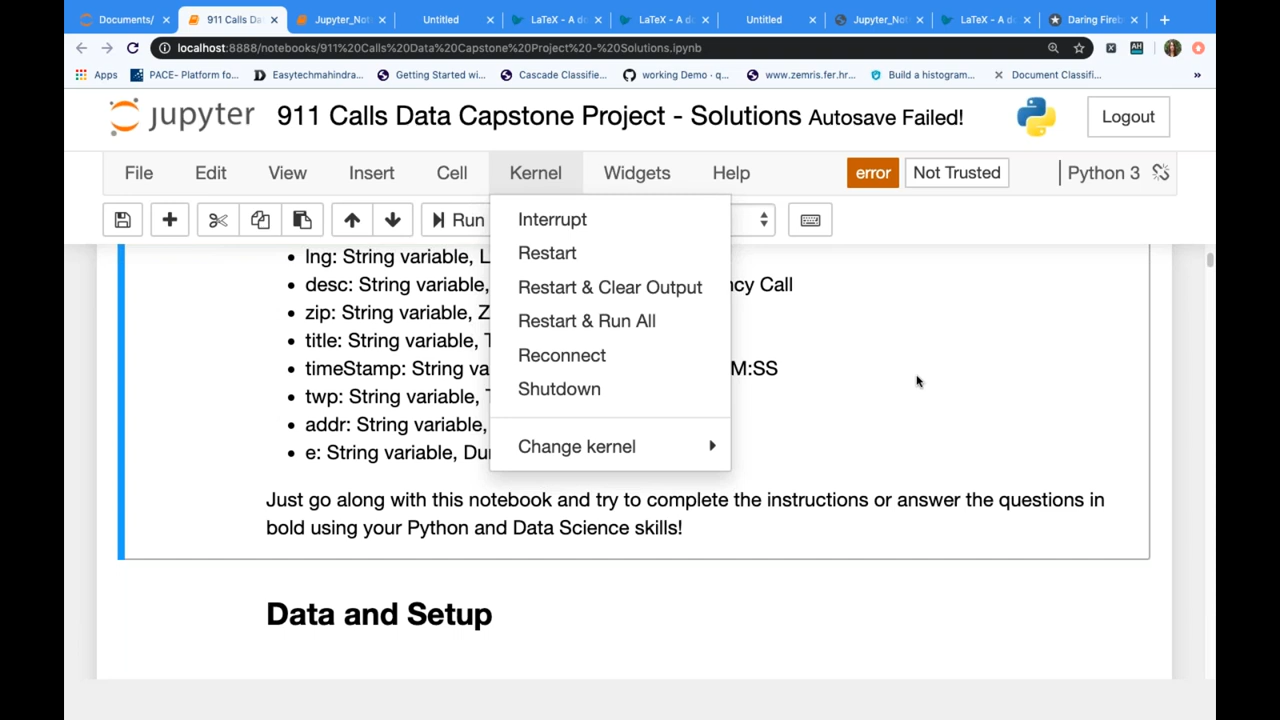 Documents/
911 Calls Da
Jupyter_Not
Untitled
LaTeX - A do
LaTeX - A do
Untitled
Jupyter_No
LaTeX - A do
Daring Fireb
localhost:8888/notebooks/911%20Calls%20Data%20Capstone%20Project%20-%20Solutions.ipynb
Apps
PACE- Platform fo...
Easytechmahindra...
Getting Started wi...
Cascade Classifie...
working Demo · q...
www.zemris.fer.hr...
Build a histogram...
Document Classifi...
»
jupyter 911 Calls Data Capstone Project - Solutions Autosave Failed!
Logout
File Edit View Insert Cell Kernel Widgets Help
error
Not Trusted
Python 3
Run
Interrupt
Restart
Restart & Clear Output
Restart & Run All
Reconnect
Shutdown
Change kernel
lng: String variable, L
desc: String variable, ncy Call
zip: String variable, Z
title: String variable, T
timeStamp: String va M:SS
twp: String variable, T
addr: String variable,
e: String variable, Du
Just go along with this notebook and try to complete the instructions or answer the questions in
bold using your Python and Data Science skills!
Data and Setup